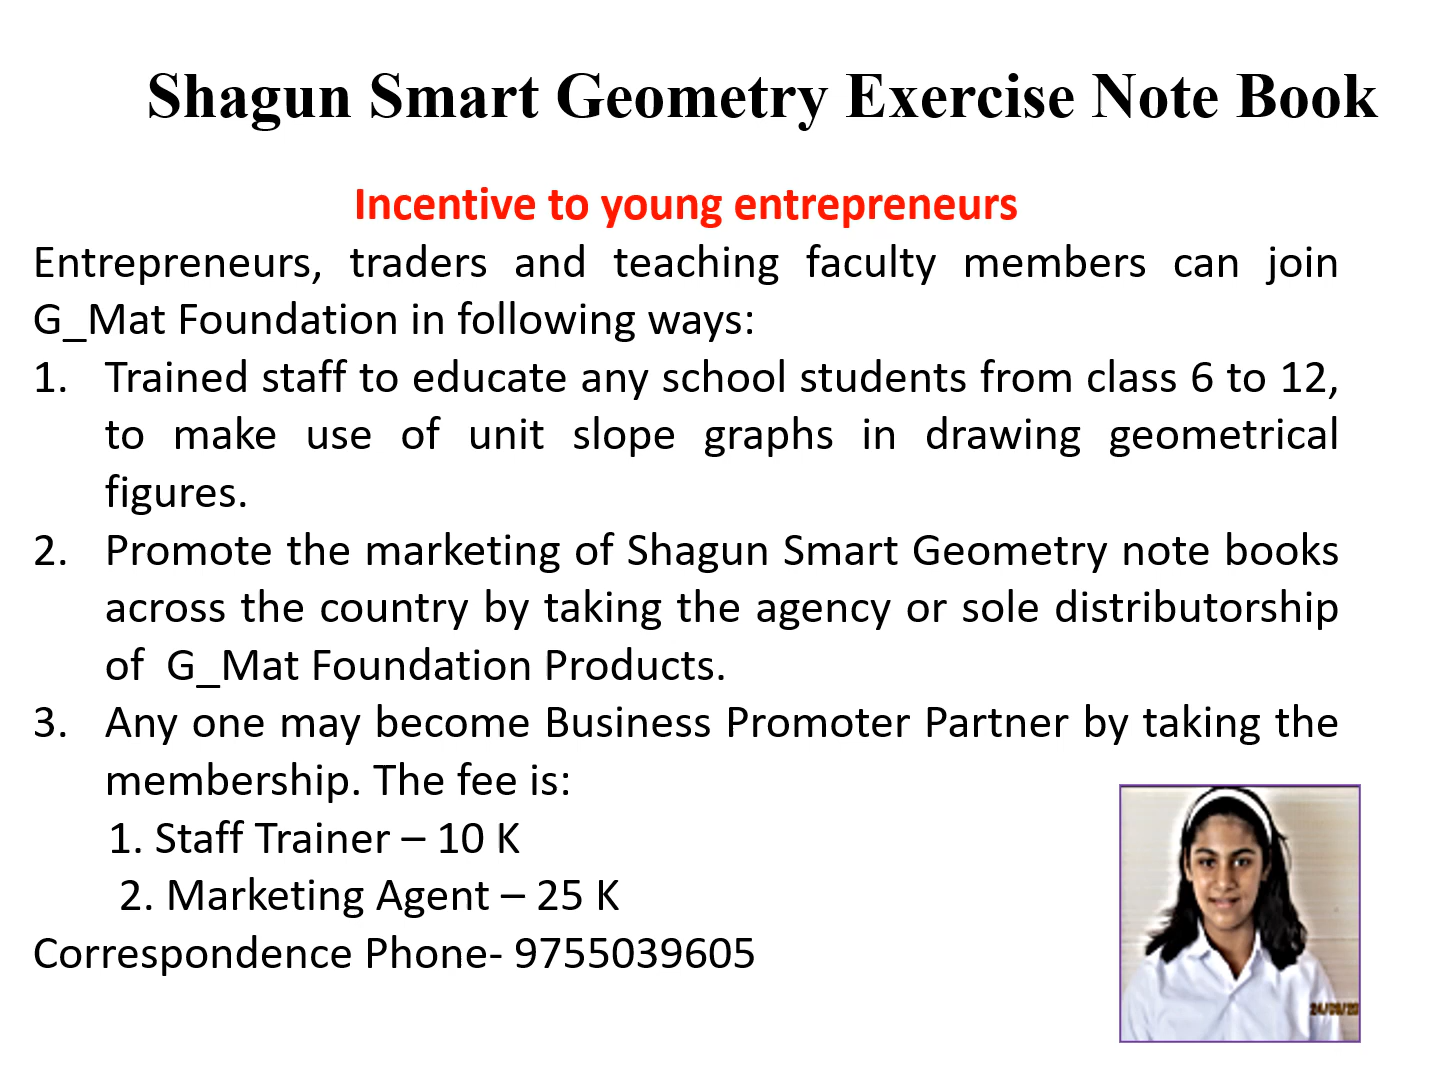 Shagun Smart Geometry Exercise Note Book
Incentive to young entrepreneurs
Entrepreneurs, traders and teaching faculty members can join
G_Mat Foundation in following ways:
1. Trained staff to educate any school students from class 6 to 12,
to make use of unit slope graphs in drawing geometrical
figures.
2. Promote the marketing of Shagun Smart Geometry note books
across the country by taking the agency or sole distributorship
of G_Mat Foundation Products.
3. Any one may become Business Promoter Partner by taking the
membership. The fee is:
1. Staff Trainer – 10 K
2. Marketing Agent – 25 K
Correspondence Phone- 9755039605